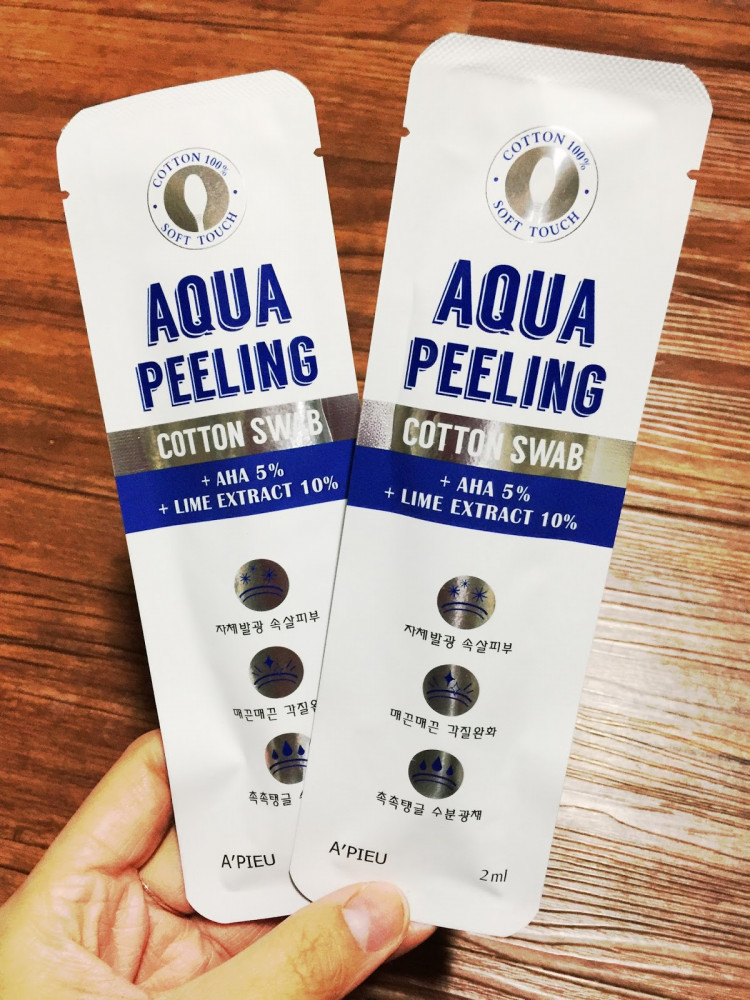 COTTON 100%
SOFT TOUCH
AQUA
PEELING
COTTON SWAB
+ AHA 5%
+ LIME EXTRACT 10%
자체발광 속살피부
매끈매끈 각질
촉촉탱글
A'PIEU
COTTON 100%
SOFT TOUCH
AQUA
PEELING
COTTON SWAB
+ AHA 5%
+ LIME EXTRACT 10%
자체발광 속살피부
매끈매끈 각질완화
촉촉탱글 수분광채
A'PIEU
2ml